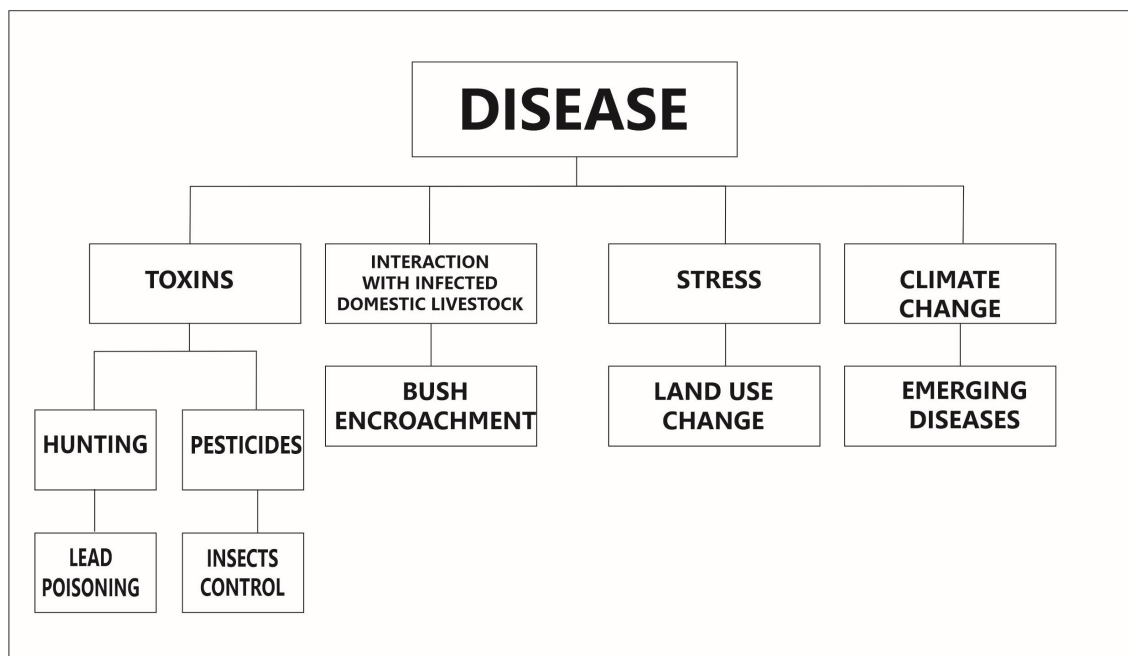 DISEASE
TOXINS
INTERACTION
WITH INFECTED
DOMESTIC LIVESTOCK
STRESS
CLIMATE
CHANGE
BUSH
ENCROACHMENT
LAND USE
CHANGE
EMERGING
DISEASES
HUNTING
PESTICIDES
LEAD
POISONING
INSECTS
CONTROL